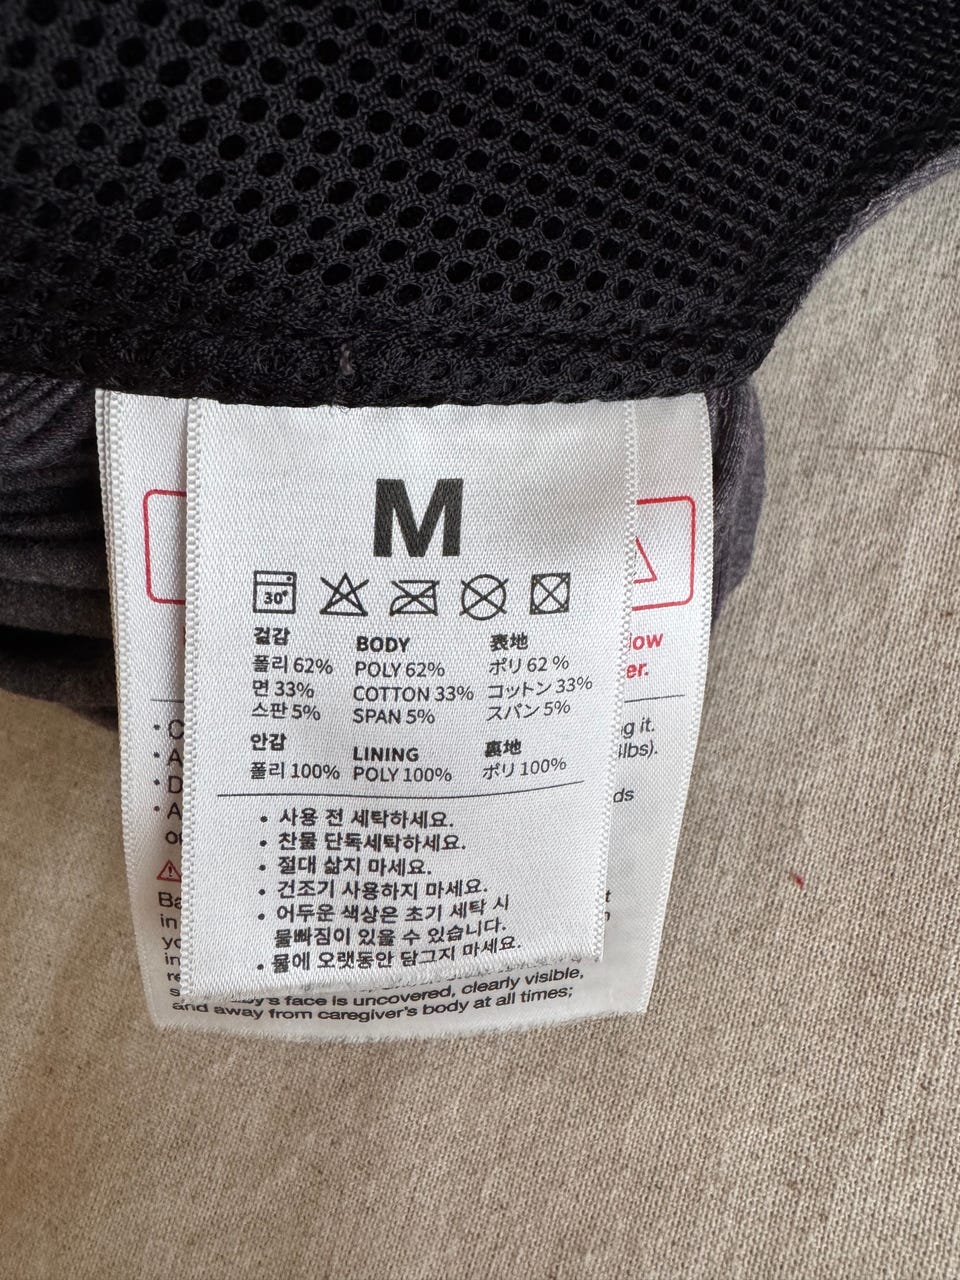 M
30°
겉감 BODY 表地
폴리 62% POLY 62% ポリ 62 %
면 33% COTTON 33% コットン 33%
스판 5% SPAN 5% スパン 5%
안감 LINING 裏地
폴리 100% POLY 100% ポリ 100%
• 사용 전 세탁하세요.
• 찬물 단독세탁하세요.
• 절대 삶지 마세요.
• 건조기 사용하지 마세요.
• 어두운 색상은 초기 세탁 시
물빠짐이 있을 수 있습니다.
• 물에 오랫동안 담그지 마세요.
er.
g it.
lbs).
ds
face is uncovered, clearly visible,
and away from caregiver's body at all times;